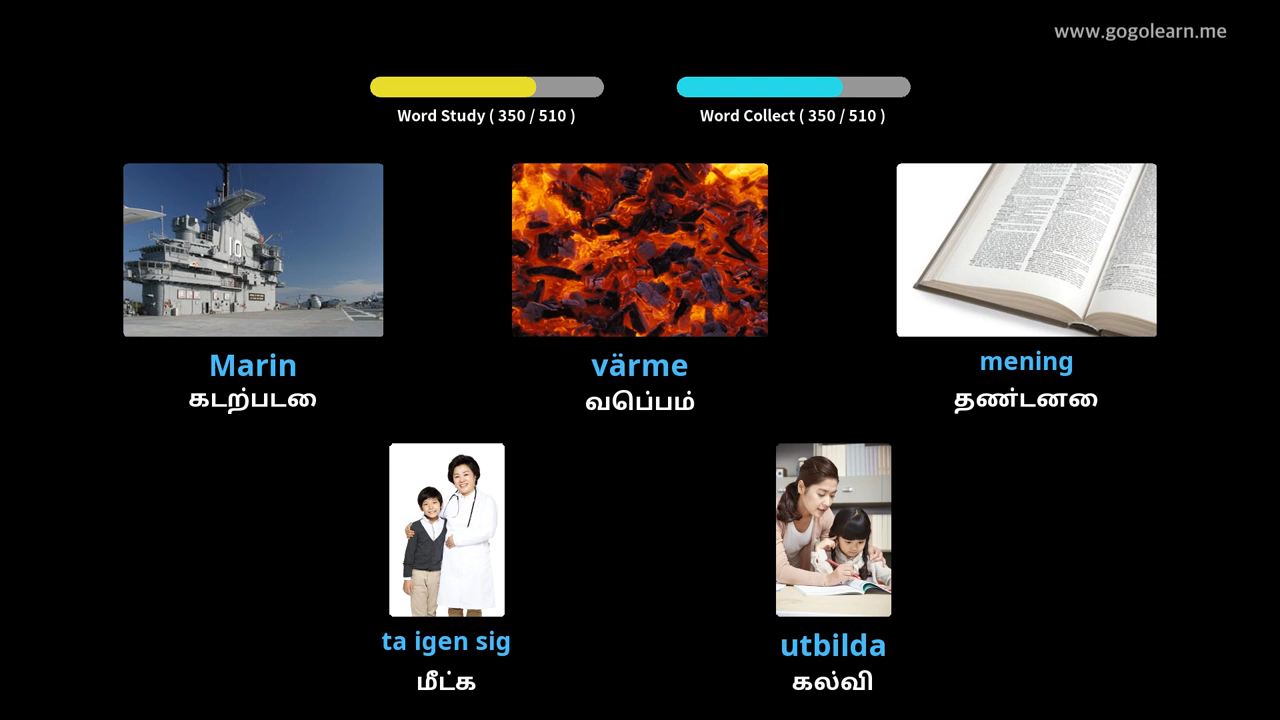 www.gogolearn.me
Word Study ( 350 / 510 )
Word Collect ( 350 / 510 )
10
Marin
கடற்படை
värme
வெப்பம்
mening
தண்டனை
ta igen sig
மீட்க
utbilda
கல்வி